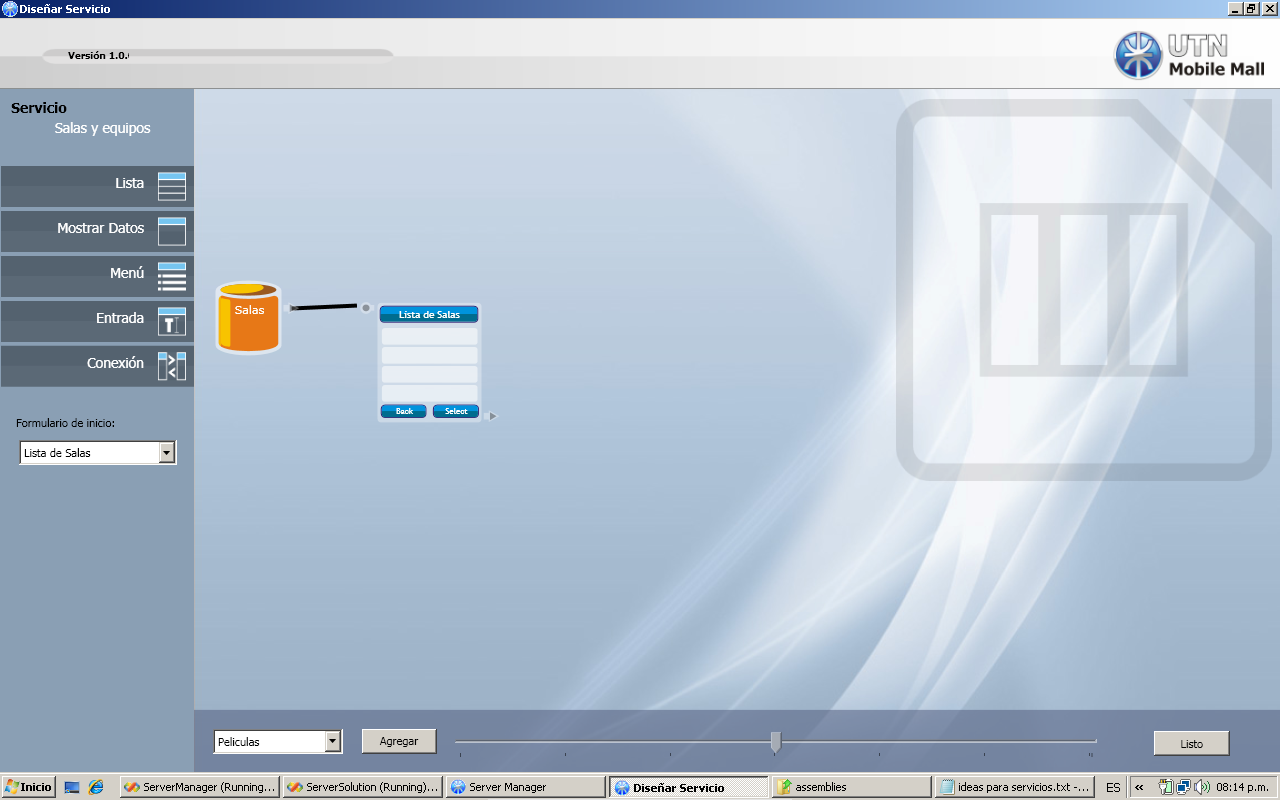 Diseñar Servicio
Versión 1.0.
UTN
Mobile Mall
Servicio
Salas y equipos
Lista
Mostrar Datos
Menú
Entrada
Conexión
Formulario de inicio:
Lista de Salas
Salas
Lista de Salas
Back Select
Peliculas Agregar Listo
Inicio ServerManager (Running... ServerSolution (Running)... Server Manager Diseñar Servicio assemblies ideas para servicios.txt -... ES « 08:14 p.m.